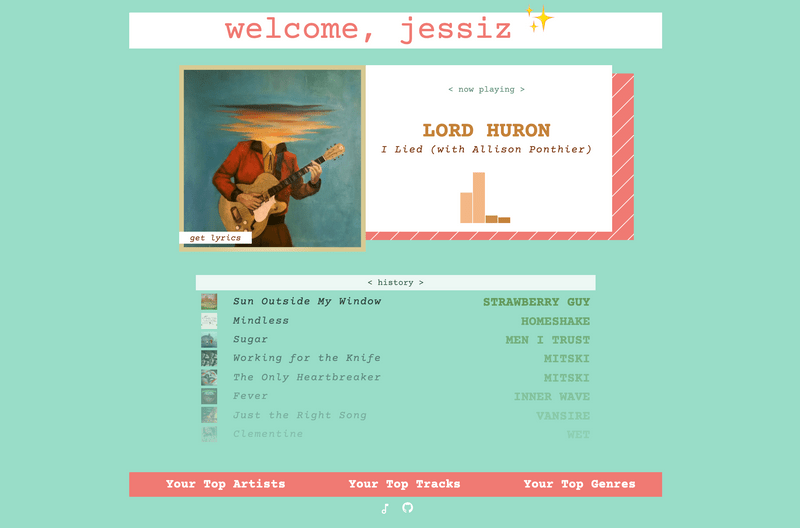 welcome, jessiz
< now playing >
LORD HURON
I Lied (with Allison Ponthier)
get lyrics
< history >
Sun Outside My Window STRAWBERRY GUY
Mindless HOMESHAKE
Sugar MEN I TRUST
Working for the Knife MITSKI
The Only Heartbreaker MITSKI
Fever INNER WAVE
Just the Right Song VANSIRE
Clementine WET
Your Top Artists Your Top Tracks Your Top Genres